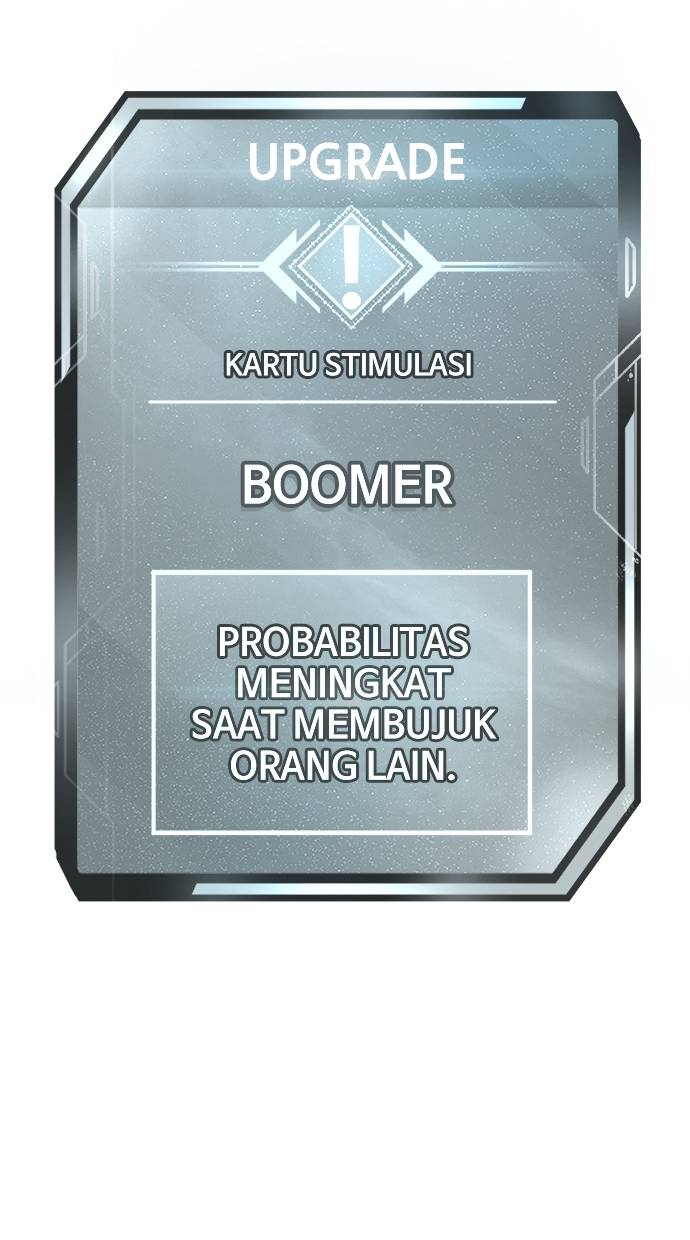 UPGRADE
!
KARTU STIMULASI
BOOMER
PROBABILITAS
MENINGKAT
SAAT MEMBUJUK
ORANG LAIN.